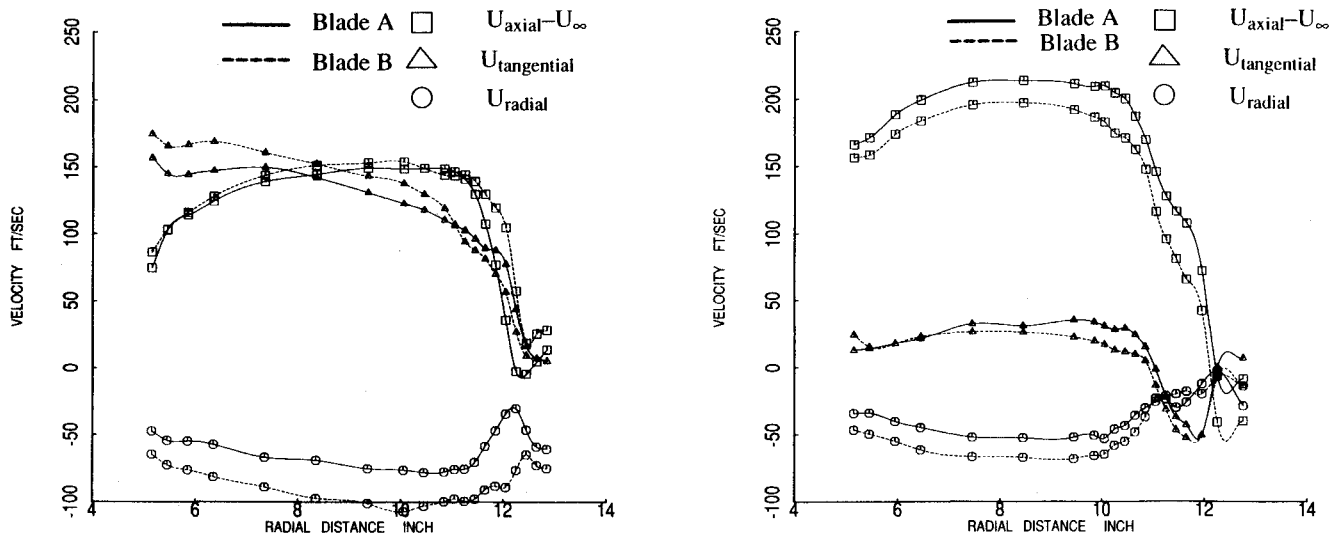 Blade A
U_axial–U_∞
Blade B
U_tangential
U_radial
VELOCITY FT/SEC
250
200
150
100
50
0
-50
-100
4
6
8
10
12
14
RADIAL DISTANCE INCH
Blade A
U_axial–U_∞
Blade B
U_tangential
U_radial
VELOCITY FT/SEC
250
200
150
100
50
0
-50
-100
4
6
8
10
12
14
RADIAL DISTANCE INCH